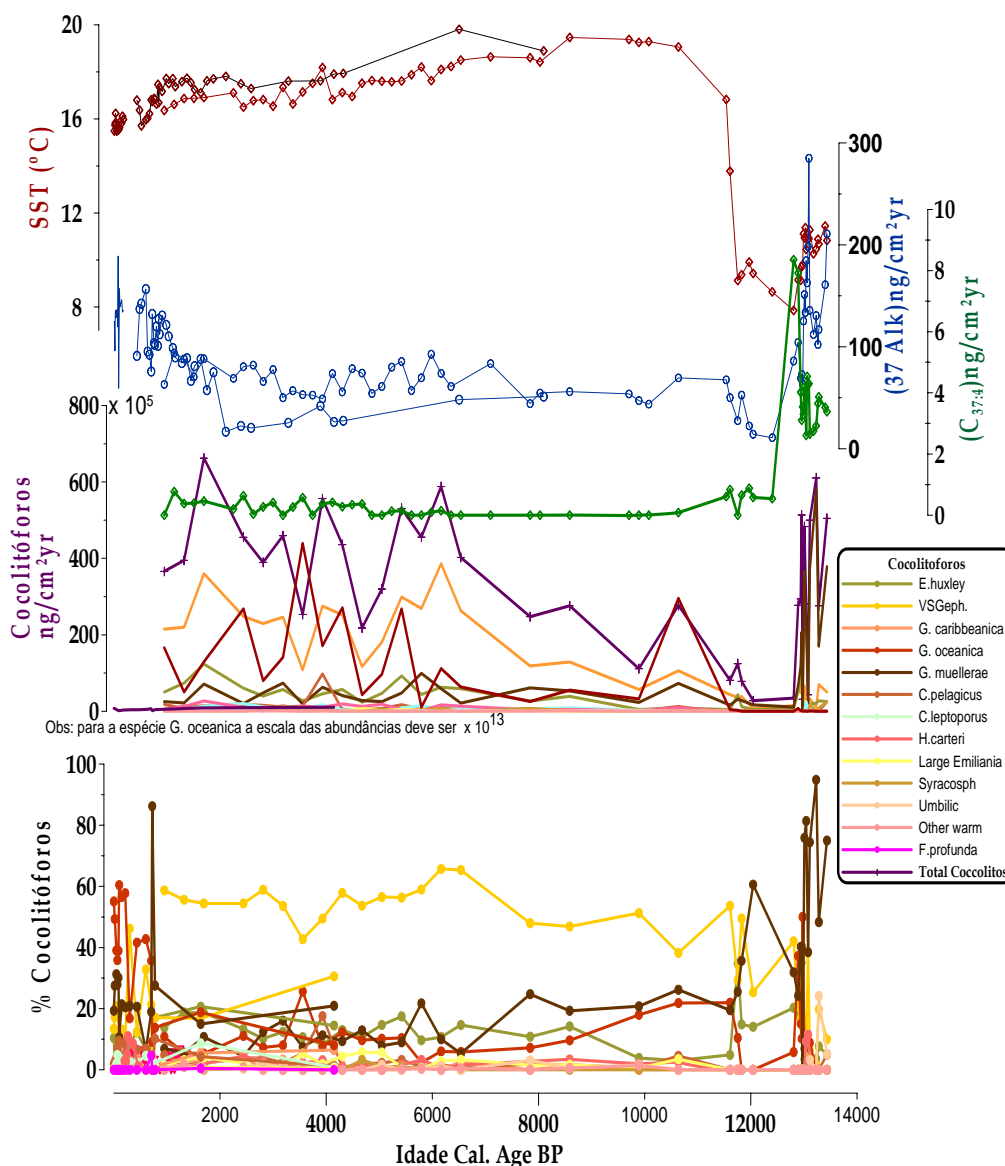 20
16
12
8
SST (ºC)
300
200
100
0
(37 Alk)ng/cm²yr
10
8
6
4
2
0
(C37:4)ng/cm²yr
800 x 10⁵
600
400
200
0
Cocolitóforos
ng/cm²yr
Obs: para a espécie G. oceanica a escala das abundâncias deve ser x 10¹³
Cocolitoforos
E.huxley
VSGeph.
G. caribbeanica
G. oceanica
G. muellerae
C.pelagicus
C.leptoporus
H.carteri
Large Emiliania
Syracosph
Umbilic
Other warm
F.profunda
Total Coccolitos
100
80
60
40
20
0
% Cocolitóforos
2000
4000
6000
8000
10000
12000
14000
Idade Cal. Age BP